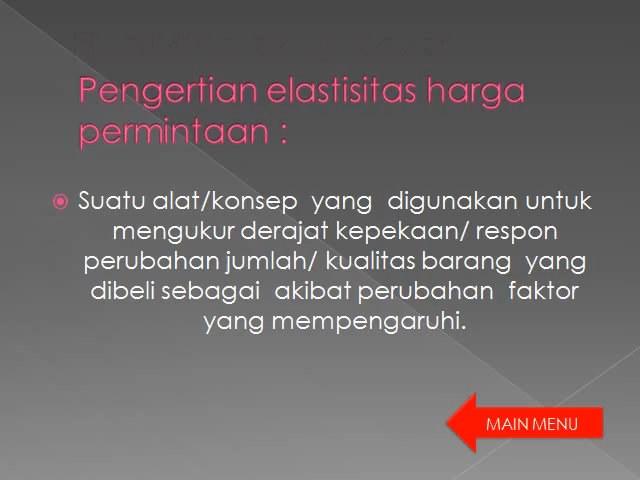 Pengertian elastisitas harga
permintaan :
Suatu alat/konsep yang digunakan untuk
mengukur derajat kepekaan/ respon
perubahan jumlah/ kualitas barang yang
dibeli sebagai akibat perubahan faktor
yang mempengaruhi.
MAIN MENU